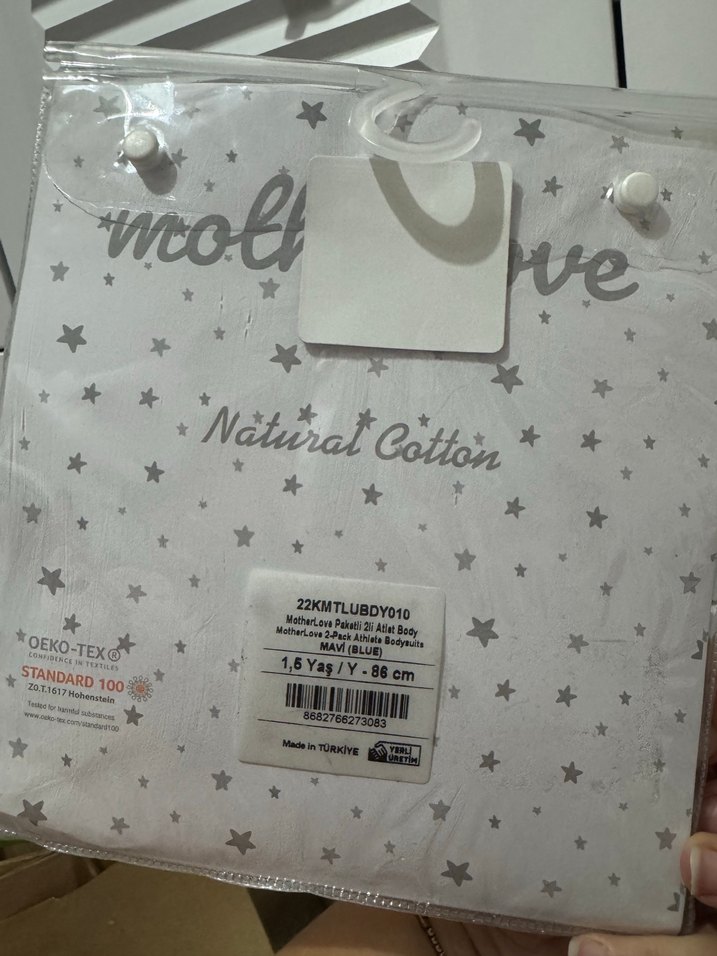 moth ove
Natural Cotton
22KMTLUBDY010
MotherLove Paketli 2li Atlet Body
MotherLove 2-Pack Athlete Bodysuits
MAVİ (BLUE)
1,5 Yaş / Y - 86 cm
8682766273083
Made in TÜRKİYE
YERLİ
ÜRETİM
OEKO-TEX®
CONFIDENCE IN TEXTILES
STANDARD 100
Z0.T.1617 Hohenstein
Tested for harmful substances
www.oeko-tex.com/standard100